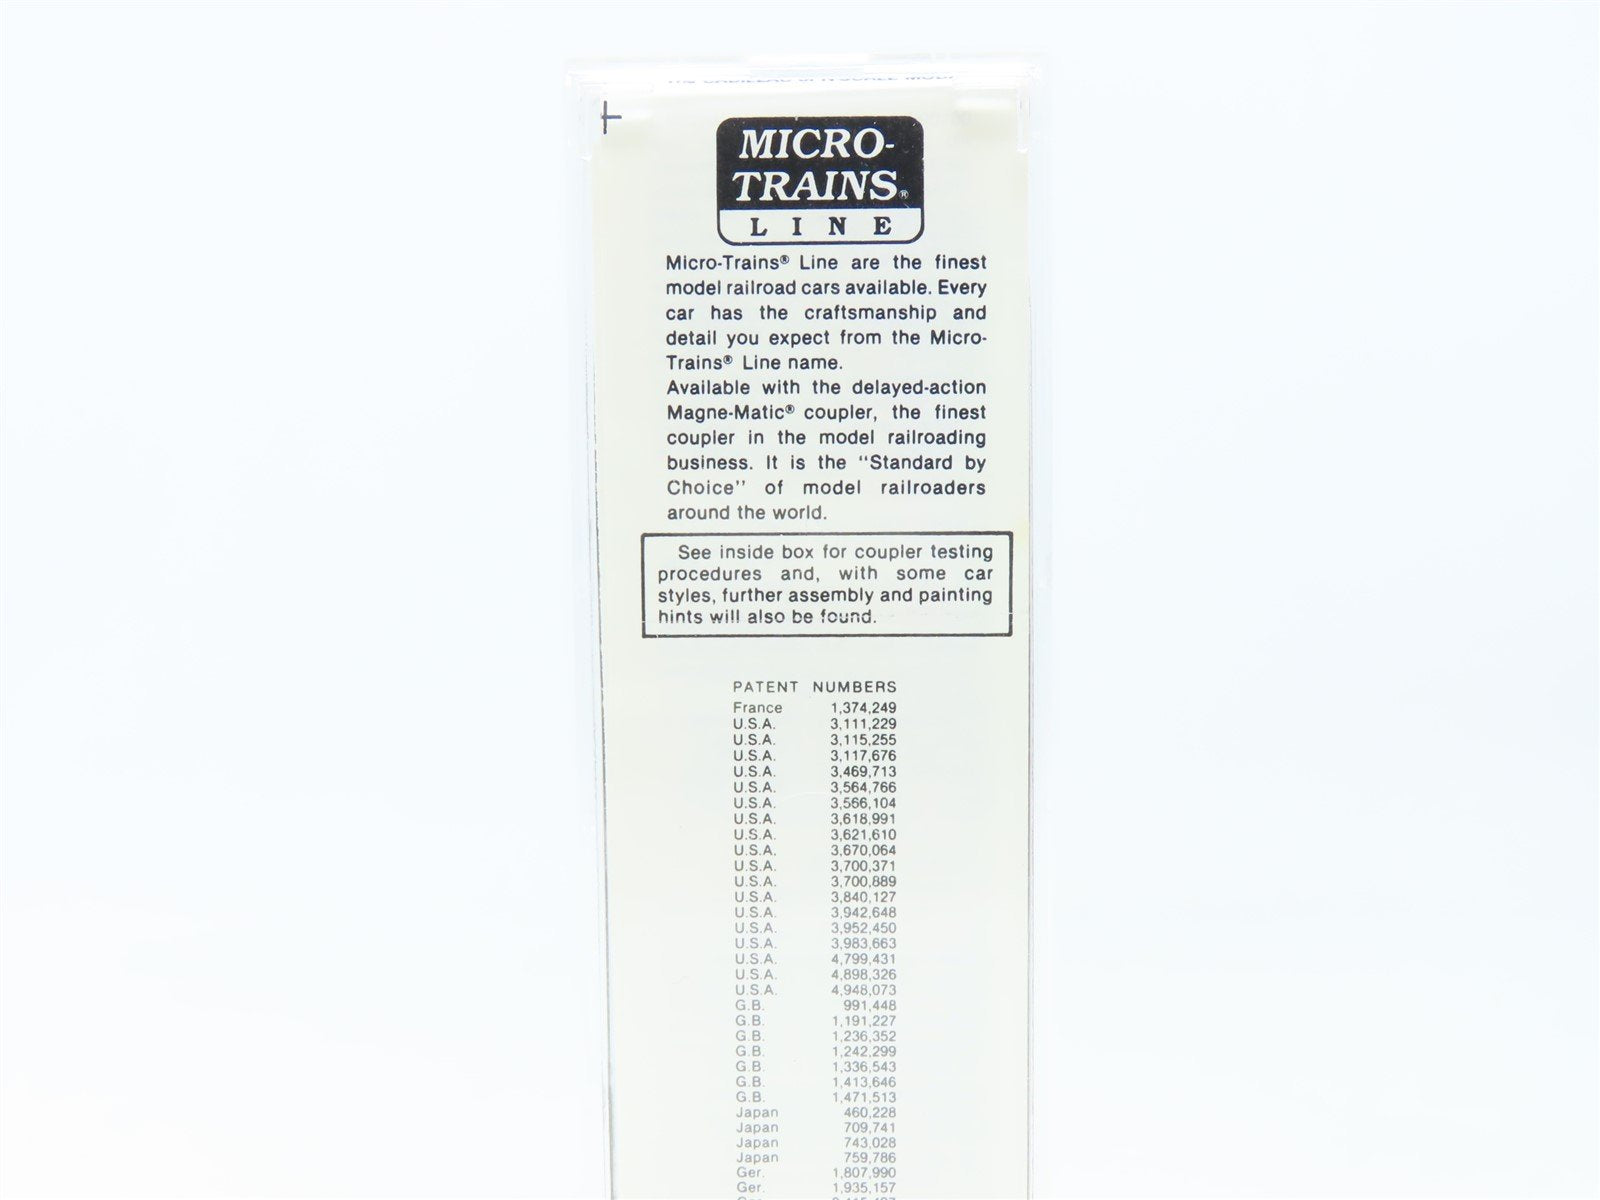 MICRO-
TRAINS®
LINE
Micro-Trains® Line are the finest
model railroad cars available. Every
car has the craftsmanship and
detail you expect from the Micro-
Trains® Line name.
Available with the delayed-action
Magne-Matic® coupler, the finest
coupler in the model railroading
business. It is the "Standard by
Choice" of model railroaders
around the world.
See inside box for coupler testing
procedures and, with some car
styles, further assembly and painting
hints will also be found.
PATENT NUMBERS
France 1,374,249
U.S.A. 3,111,229
U.S.A. 3,115,255
U.S.A. 3,117,676
U.S.A. 3,469,713
U.S.A. 3,564,766
U.S.A. 3,566,104
U.S.A. 3,618,991
U.S.A. 3,621,610
U.S.A. 3,670,064
U.S.A. 3,700,371
U.S.A. 3,700,889
U.S.A. 3,840,127
U.S.A. 3,942,648
U.S.A. 3,952,450
U.S.A. 3,983,663
U.S.A. 4,799,431
U.S.A. 4,898,326
U.S.A. 4,948,073
G.B. 991,448
G.B. 1,191,227
G.B. 1,236,352
G.B. 1,242,299
G.B. 1,336,543
G.B. 1,413,646
G.B. 1,471,513
Japan 460,228
Japan 709,741
Japan 743,028
Japan 759,786
Ger. 1,807,990
Ger. 1,935,157